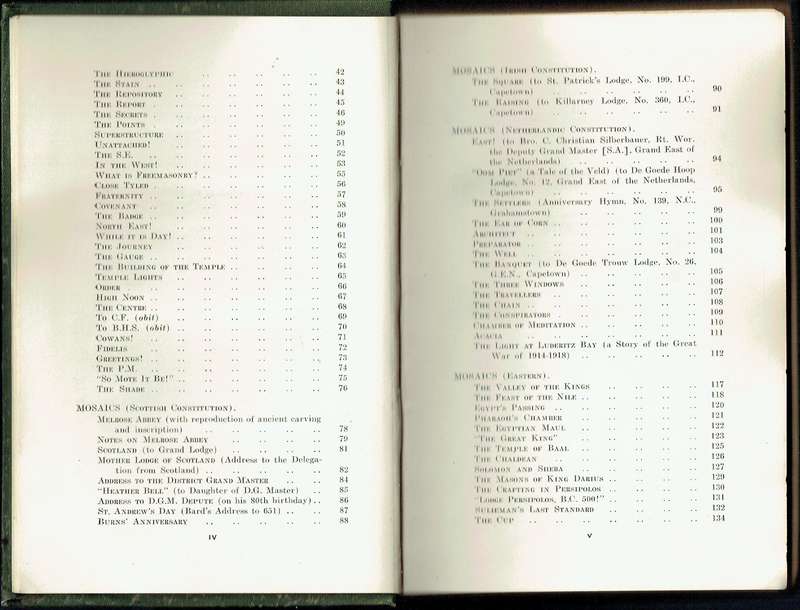 The Hieroglyphic .. .. .. .. .. 42
The Stain .. .. .. .. .. .. 43
The Repository .. .. .. .. .. 44
The Report .. .. .. .. .. .. 45
The Secrets . .. .. .. .. .. 46
The Points . .. .. .. .. .. 49
Superstructure .. .. .. .. .. 50
Unattached! .. .. .. .. .. 51
The S.E. .. .. .. .. .. .. 52
In the West! .. .. .. .. .. 53
What is Freemasonry? .. .. .. .. .. 55
Close Tyled .. .. .. .. .. .. 56
Fraternity .. .. .. .. .. .. 57
Covenant .. .. .. .. .. .. 58
The Badge .. .. .. .. .. .. 59
North East! .. .. .. .. .. 60
While it is Day! .. .. .. .. .. 61
The Journey .. .. .. .. .. 62
The Gauge .. .. .. .. .. .. 63
The Building of the Temple .. .. .. .. 64
Temple Lights .. .. .. .. .. 65
Order .. .. .. .. .. .. 66
High Noon .. .. .. .. .. .. 67
The Centre .. .. .. .. .. .. 68
To C.F. (obit) .. .. .. .. .. 69
To B.H.S. (obit) .. .. .. .. .. 70
Cowans! .. .. .. .. .. .. 71
Fidelis .. .. .. .. .. .. 72
Greetings! .. .. .. .. .. 73
The P.M. .. .. .. .. .. .. 74
"So Mote It Be!" .. .. .. .. .. 75
The Shade .. .. .. .. .. .. 76
MOSAICS (Scottish Constitution).
Melrose Abbey (with reproduction of ancient carving
and inscription) .. .. .. .. .. 78
Notes on Melrose Abbey .. .. .. .. 79
Scotland (to Grand Lodge) .. .. .. .. 81
Mother Lodge of Scotland (Address to the Delega-
tion from Scotland) .. .. .. .. .. 82
Address to the District Grand Master .. .. 84
"Heather Bell" (to Daughter of D.G. Master) .. 85
Address to D.G.M. Depute (on his 80th birthday) .. 86
St. Andrew's Day (Bard's Address to 651) .. .. 87
Burns' Anniversary .. .. .. .. .. 88
IV
MOSAICS (Irish Constitution).
The Square (to St. Patrick's Lodge, No. 199, I.C.,
Capetown) .. .. .. .. .. 90
The Raising (to Killarney Lodge, No. 360, I.C.,
Capetown) .. .. .. .. .. 91
MOSAICS (Netherlandic Constitution).
East! (to Bro. C. Christian Silberbauer, Rt. Wor.
the Deputy Grand Master [S.A.], Grand East of
the Netherlands) .. .. .. .. .. 94
"Oom Piet" (a Tale of the Veld) (to De Goede Hoop
Lodge, No. 12, Grand East of the Netherlands,
Capetown) .. .. .. .. .. 95
The Settlers (Anniversary Hymn, No. 139, N.C.,
Grahamstown) .. .. .. .. .. 99
The Ear of Corn .. .. .. .. .. 100
Architect .. .. .. .. .. .. 101
Preparator .. .. .. .. .. .. 103
The Well .. .. .. .. .. .. 104
The Banquet (to De Goede Trouw Lodge, No. 26,
G.E.N., Capetown) .. .. .. .. .. 105
The Three Windows .. .. .. .. .. 106
The Travellers .. .. .. .. .. 107
The Chain .. .. .. .. .. .. 108
The Conspirators .. .. .. .. .. 109
Chamber of Meditation .. .. .. .. .. 110
Acacia .. .. .. .. .. .. 111
The Light at Luderitz Bay (a Story of the Great
War of 1914-1918) .. .. .. .. .. 112
MOSAICS (Eastern).
The Valley of the Kings .. .. .. .. 117
The Feast of the Nile .. .. .. .. .. 118
Egypt's Passing .. .. .. .. .. 120
Pharaoh's Chamber .. .. .. .. .. 121
The Egyptian Maul .. .. .. .. .. 122
"The Great King" .. .. .. .. .. 123
The Temple of Baal .. .. .. .. .. 125
The Chaldean .. .. .. .. .. 126
Solomon and Sheba .. .. .. .. .. 127
The Masons of King Darius .. .. .. .. 129
The Crafting in Persipolos .. .. .. .. 130
"Lodge Persipolos, B.C. 500!" .. .. .. .. 131
Sulieman's Last Standard .. .. .. .. 132
The Cup .. .. .. .. .. .. 134
V